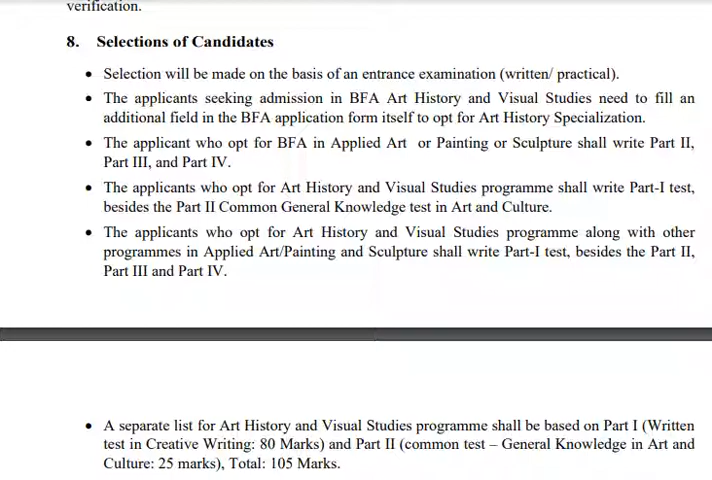 verification.
8. Selections of Candidates
• Selection will be made on the basis of an entrance examination (written/ practical).
• The applicants seeking admission in BFA Art History and Visual Studies need to fill an
additional field in the BFA application form itself to opt for Art History Specialization.
• The applicant who opt for BFA in Applied Art or Painting or Sculpture shall write Part II,
Part III, and Part IV.
• The applicants who opt for Art History and Visual Studies programme shall write Part-I test,
besides the Part II Common General Knowledge test in Art and Culture.
• The applicants who opt for Art History and Visual Studies programme along with other
programmes in Applied Art/Painting and Sculpture shall write Part-I test, besides the Part II,
Part III and Part IV.
• A separate list for Art History and Visual Studies programme shall be based on Part I (Written
test in Creative Writing: 80 Marks) and Part II (common test – General Knowledge in Art and
Culture: 25 marks), Total: 105 Marks.